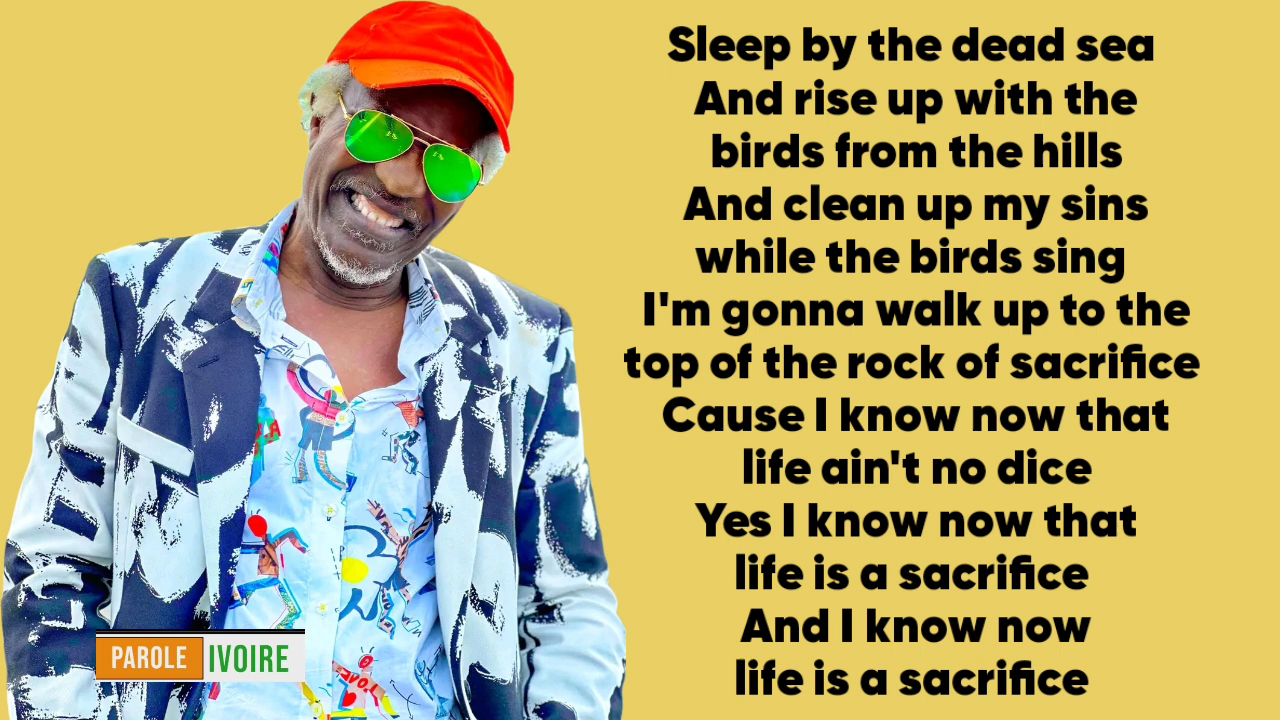 Sleep by the dead sea
And rise up with the
birds from the hills
And clean up my sins
while the birds sing
I'm gonna walk up to the
top of the rock of sacrifice
Cause I know now that
life ain't no dice
Yes I know now that
life is a sacrifice
And I know now
life is a sacrifice
PAROLE IVOIRE